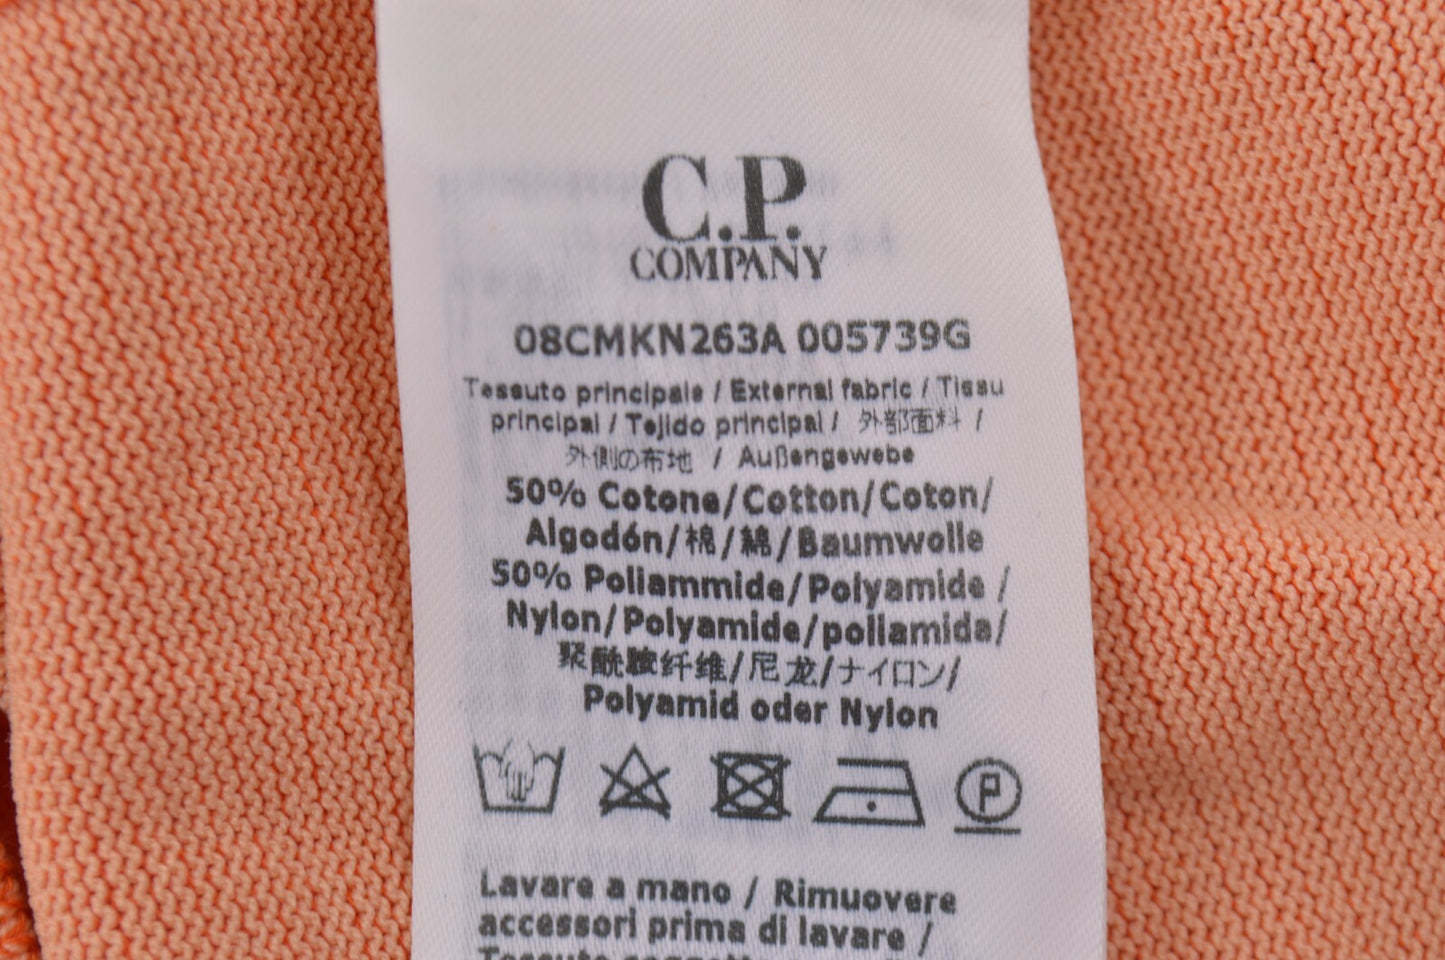 C.P.
COMPANY
08CMKN263A 005739G
Tessuto principale / External fabric / Tissu
principal / Tejido principal / 外部面料 /
外側の布地 / Außengewebe
50% Cotone/Cotton/Coton/
Algodón/棉/綿/Baumwolle
50% Poliammide/Polyamide /
Nylon/Polyamide/poliamida/
聚酰胺纤维/尼龙/ナイロン/
Polyamid oder Nylon
P
Lavare a mano / Rimuovere
accessori prima di lavare /
Tessuto